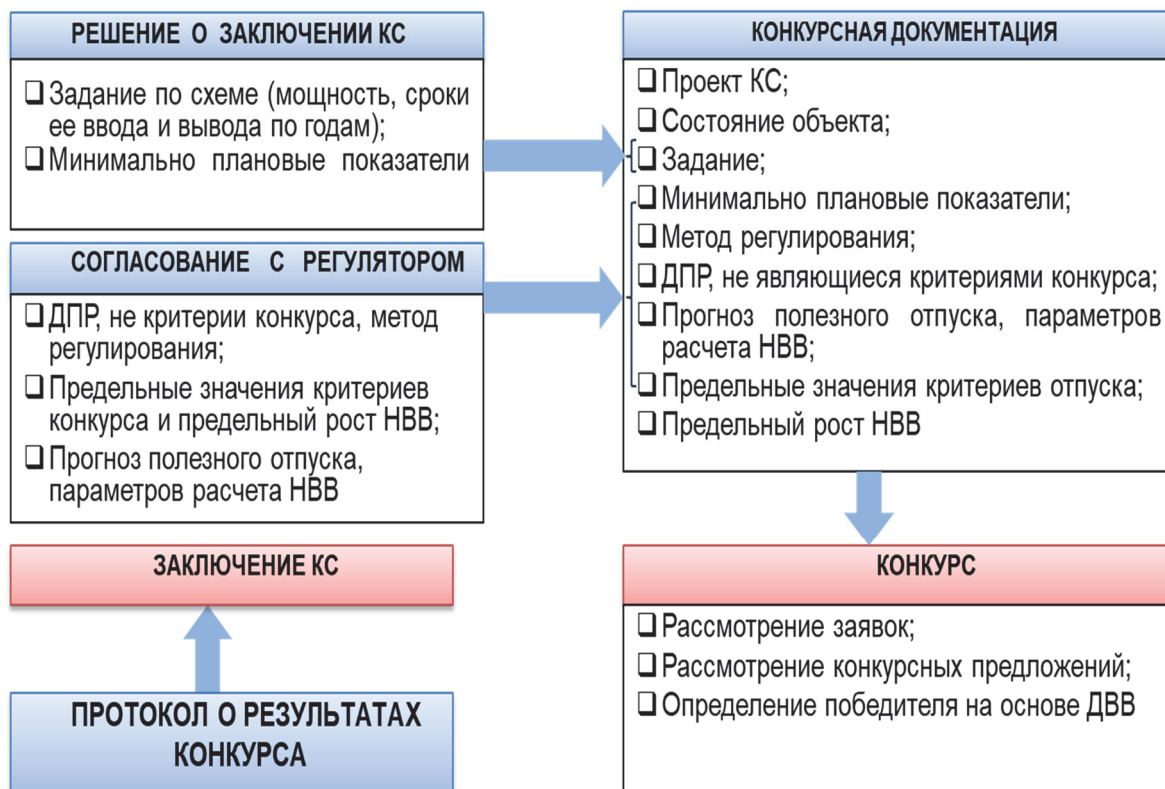 РЕШЕНИЕ О ЗАКЛЮЧЕНИИ КС
Задание по схеме (мощность, сроки
ее ввода и вывода по годам);
Минимально плановые показатели
СОГЛАСОВАНИЕ С РЕГУЛЯТОРОМ
ДПР, не критерии конкурса, метод
регулирования;
Предельные значения критериев
конкурса и предельный рост НВВ;
Прогноз полезного отпуска,
параметров расчета НВВ
КОНКУРСНАЯ ДОКУМЕНТАЦИЯ
Проект КС;
Состояние объекта;
Задание;
Минимально плановые показатели;
Метод регулирования;
ДПР, не являющиеся критериями конкурса;
Прогноз полезного отпуска, параметров
расчета НВВ;
Предельные значения критериев отпуска;
Предельный рост НВВ
КОНКУРС
Рассмотрение заявок;
Рассмотрение конкурсных предложений;
Определение победителя на основе ДВВ
ПРОТОКОЛ О РЕЗУЛЬТАТАХ
КОНКУРСА
ЗАКЛЮЧЕНИЕ КС